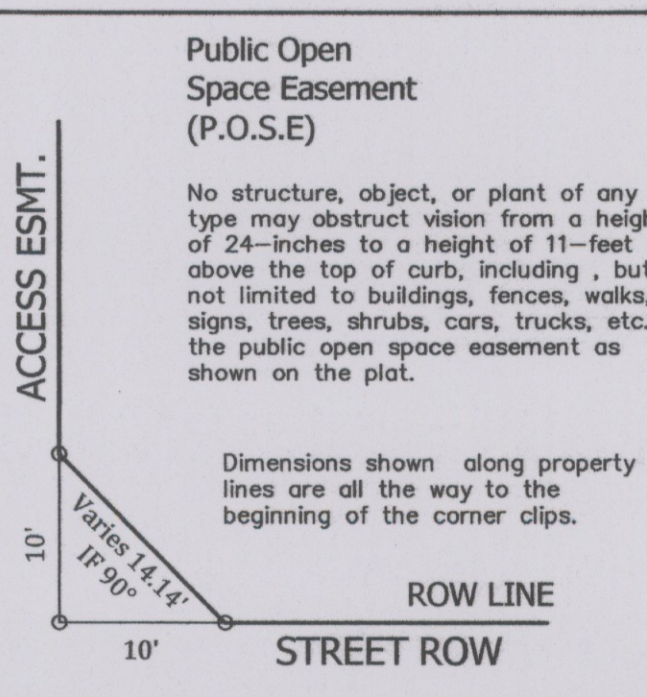 Public Open
Space Easement
(P.O.S.E)
ACCESS ESMT.
No structure, object, or plant of any
type may obstruct vision from a heigh
of 24–inches to a height of 11–feet
above the top of curb, including , but
not limited to buildings, fences, walks,
signs, trees, shrubs, cars, trucks, etc.
the public open space easement as
shown on the plat.
Dimensions shown along property
lines are all the way to the
beginning of the corner clips.
10'
Varies 14.14'
IF 90°
ROW LINE
10'
STREET ROW